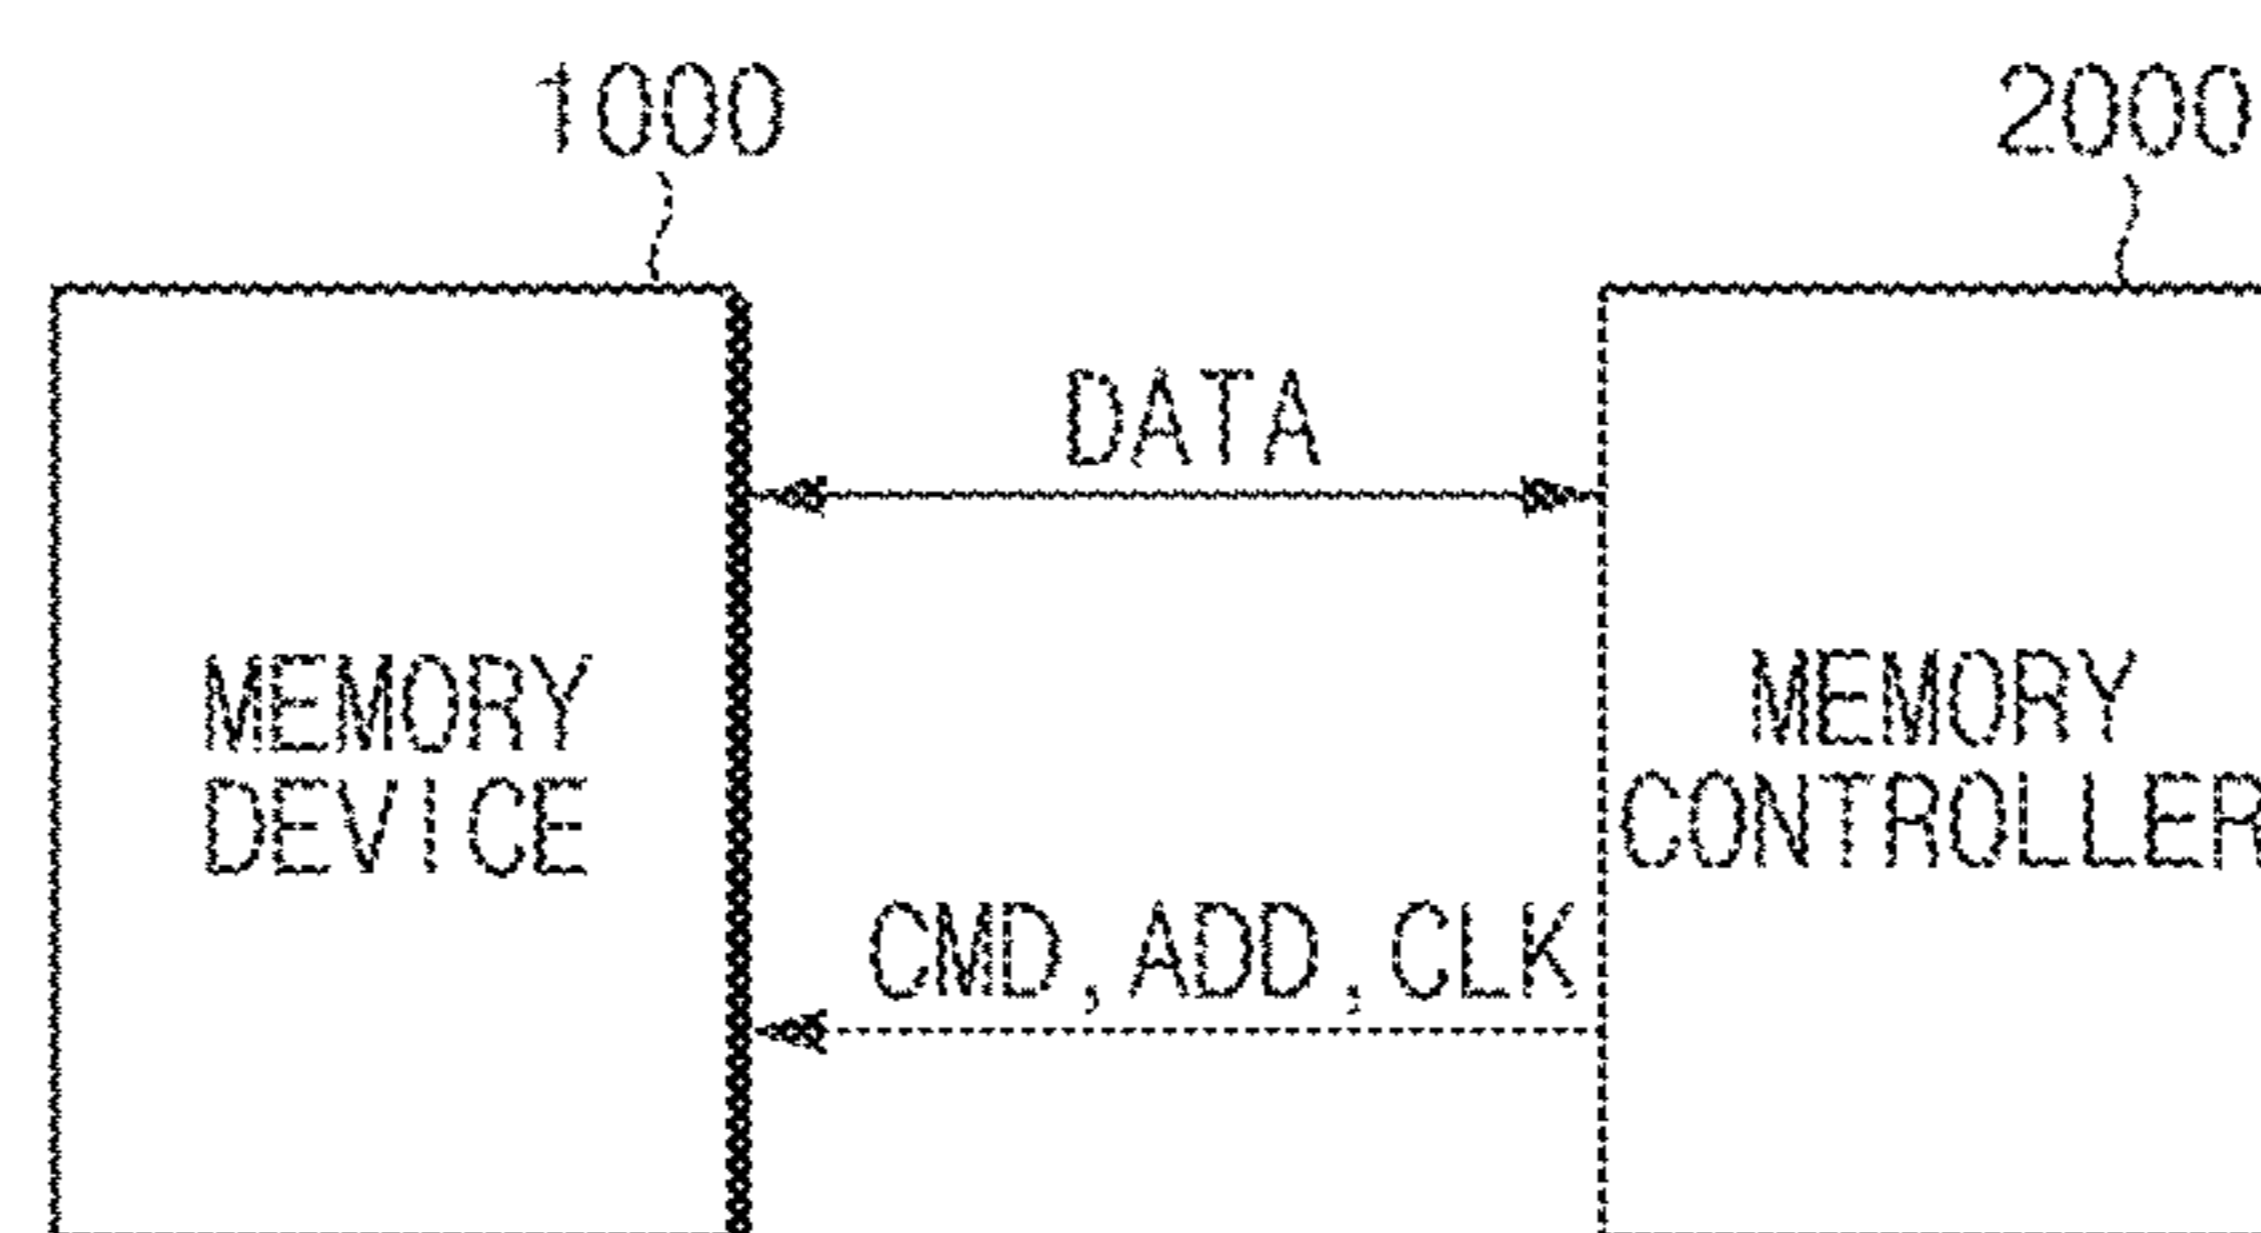 1000
2000
DATA
MEMORY
DEVICE
MEMORY
CONTROLLER
CMD, ADD, CLK